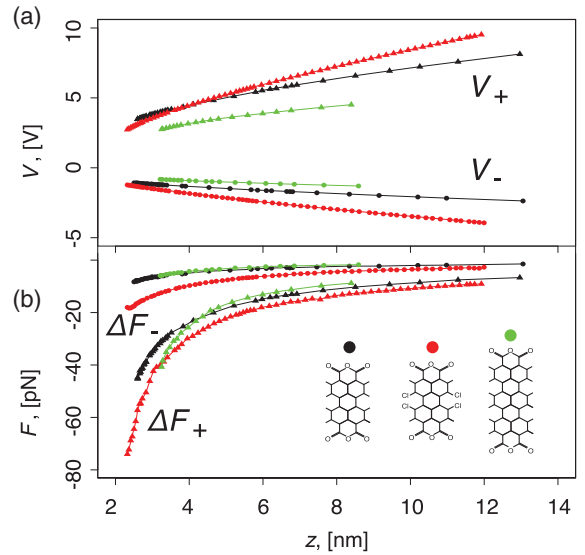 (a)
V, [V]
10
5
0
-5
V+
V-
(b)
F, [pN]
-20
-40
-60
-80
ΔF-
ΔF+
O O O
Cl Cl
Cl Cl
O O O
2 4 6 8 10 12 14
z, [nm]